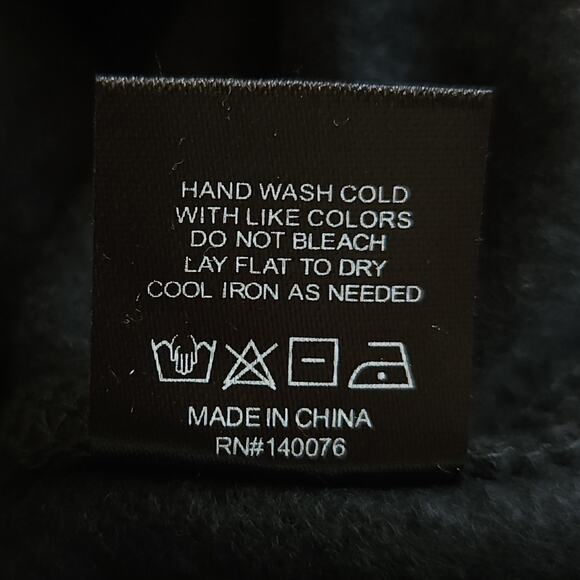 HAND WASH COLD
WITH LIKE COLORS
DO NOT BLEACH
LAY FLAT TO DRY
COOL IRON AS NEEDED
MADE IN CHINA
RN#140076